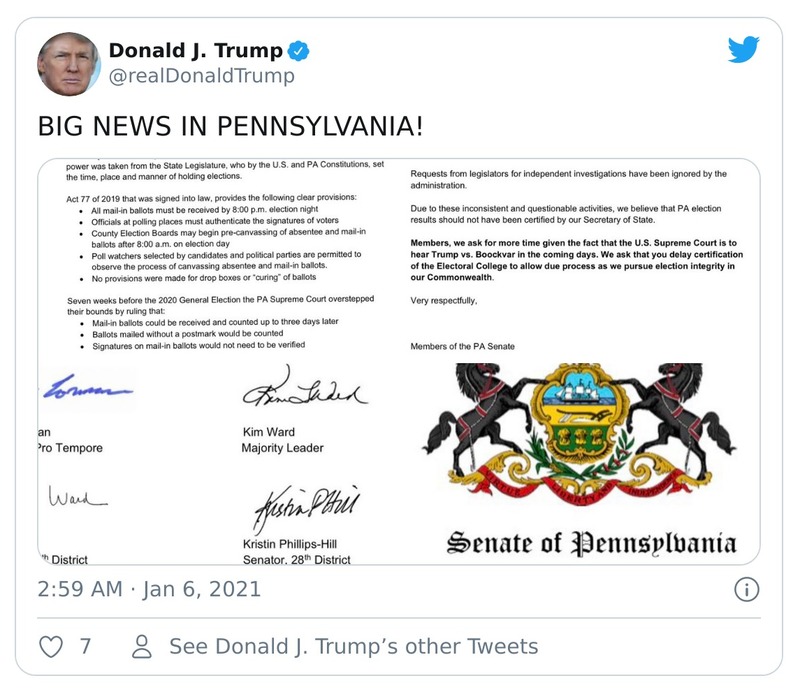 Donald J. Trump
@realDonaldTrump
BIG NEWS IN PENNSYLVANIA!
power was taken from the State Legislature, who by the U.S. and PA Constitutions, set
the time, place and manner of holding elections.
Act 77 of 2019 that was signed into law, provides the following clear provisions:
• All mail-in ballots must be received by 8:00 p.m. election night
• Officials at polling places must authenticate the signatures of voters
• County Election Boards may begin pre-canvassing of absentee and mail-in
ballots after 8:00 a.m. on election day
• Poll watchers selected by candidates and political parties are permitted to
observe the process of canvassing absentee and mail-in ballots.
• No provisions were made for drop boxes or “curing” of ballots
Seven weeks before the 2020 General Election the PA Supreme Court overstepped
their bounds by ruling that:
• Mail-in ballots could be received and counted up to three days later
• Ballots mailed without a postmark would be counted
• Signatures on mail-in ballots would not need to be verified
Requests from legislators for independent investigations have been ignored by the
administration.
Due to these inconsistent and questionable activities, we believe that PA election
results should not have been certified by our Secretary of State.
Members, we ask for more time given the fact that the U.S. Supreme Court is to
hear Trump vs. Boockvar in the coming days. We ask that you delay certification
of the Electoral College to allow due process as we pursue election integrity in
our Commonwealth.
Very respectfully,
Members of the PA Senate
an
Pro Tempore
Kim Ward
Majority Leader
Ward
Kristin P Hill
th District
Kristin Phillips-Hill
Senator, 28th District
VIRTUE LIBERTY AND INDEPENDENCE
Senate of Pennsylvania
2:59 AM · Jan 6, 2021
7
See Donald J. Trump’s other Tweets